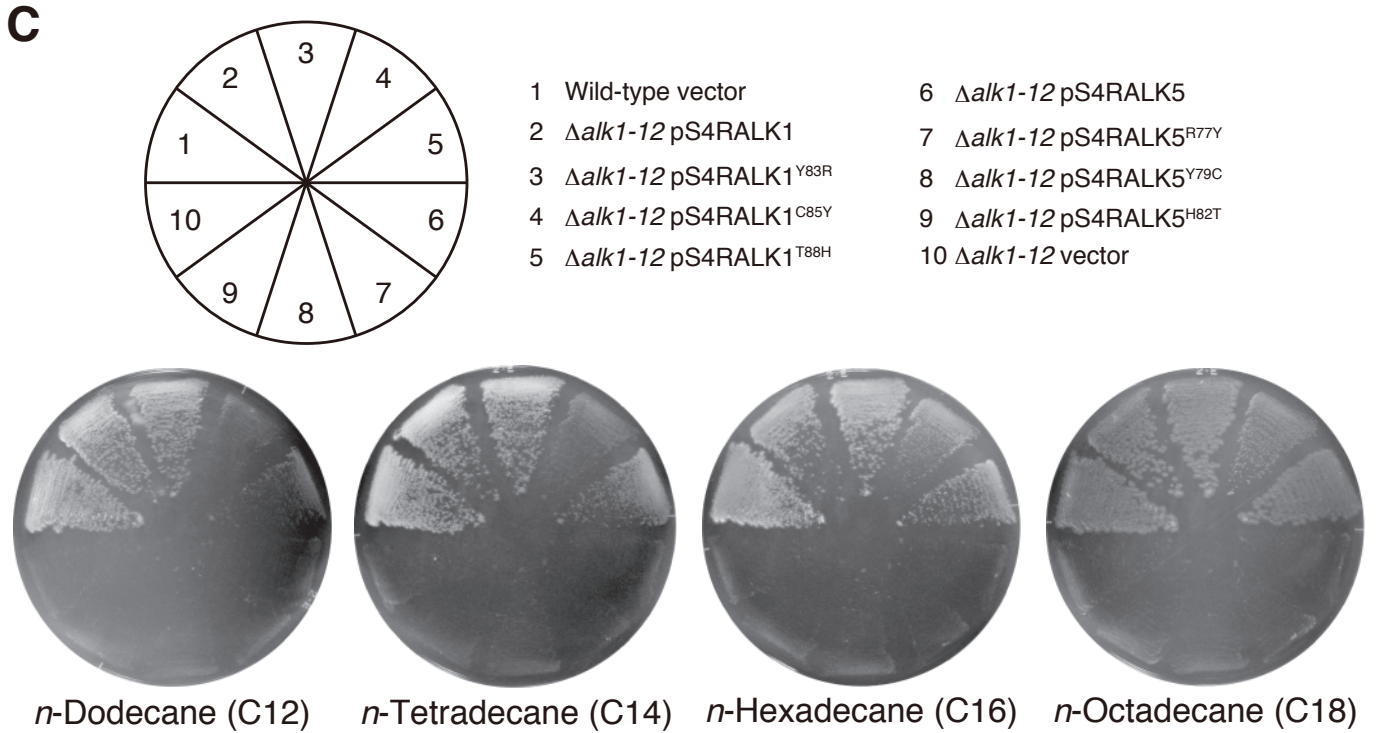 C
3
2
4
1
5
10
6
9
7
8
1 Wild-type vector
2 Δalk1-12 pS4RALK1
3 Δalk1-12 pS4RALK1Y83R
4 Δalk1-12 pS4RALK1C85Y
5 Δalk1-12 pS4RALK1T88H
6 Δalk1-12 pS4RALK5
7 Δalk1-12 pS4RALK5R77Y
8 Δalk1-12 pS4RALK5Y79C
9 Δalk1-12 pS4RALK5H82T
10 Δalk1-12 vector
n-Dodecane (C12)
n-Tetradecane (C14)
n-Hexadecane (C16)
n-Octadecane (C18)